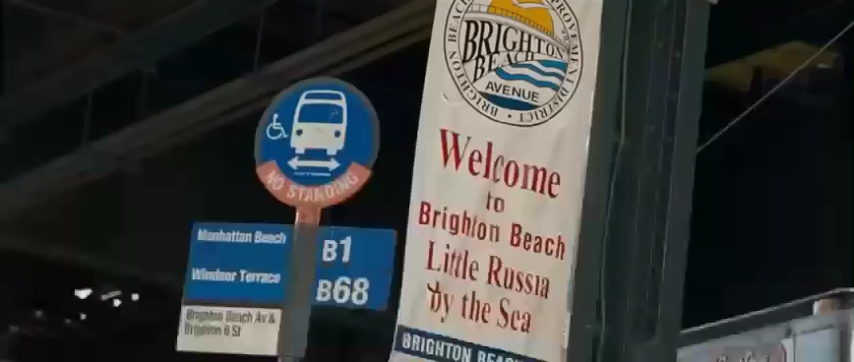 BRIGHTON BEACH
IMPROVEMENT DISTRICT
BRIGHTON
BEACH
AVENUE
BRIGHTON
Welcome
to
Brighton Beach
Little Russia
by the Sea
BRIGHTON BEACH
NO STANDING
Manhattan Beach
B1
Windsor Terrace
B68
Brighton Beach Av &
Brighton 6 St